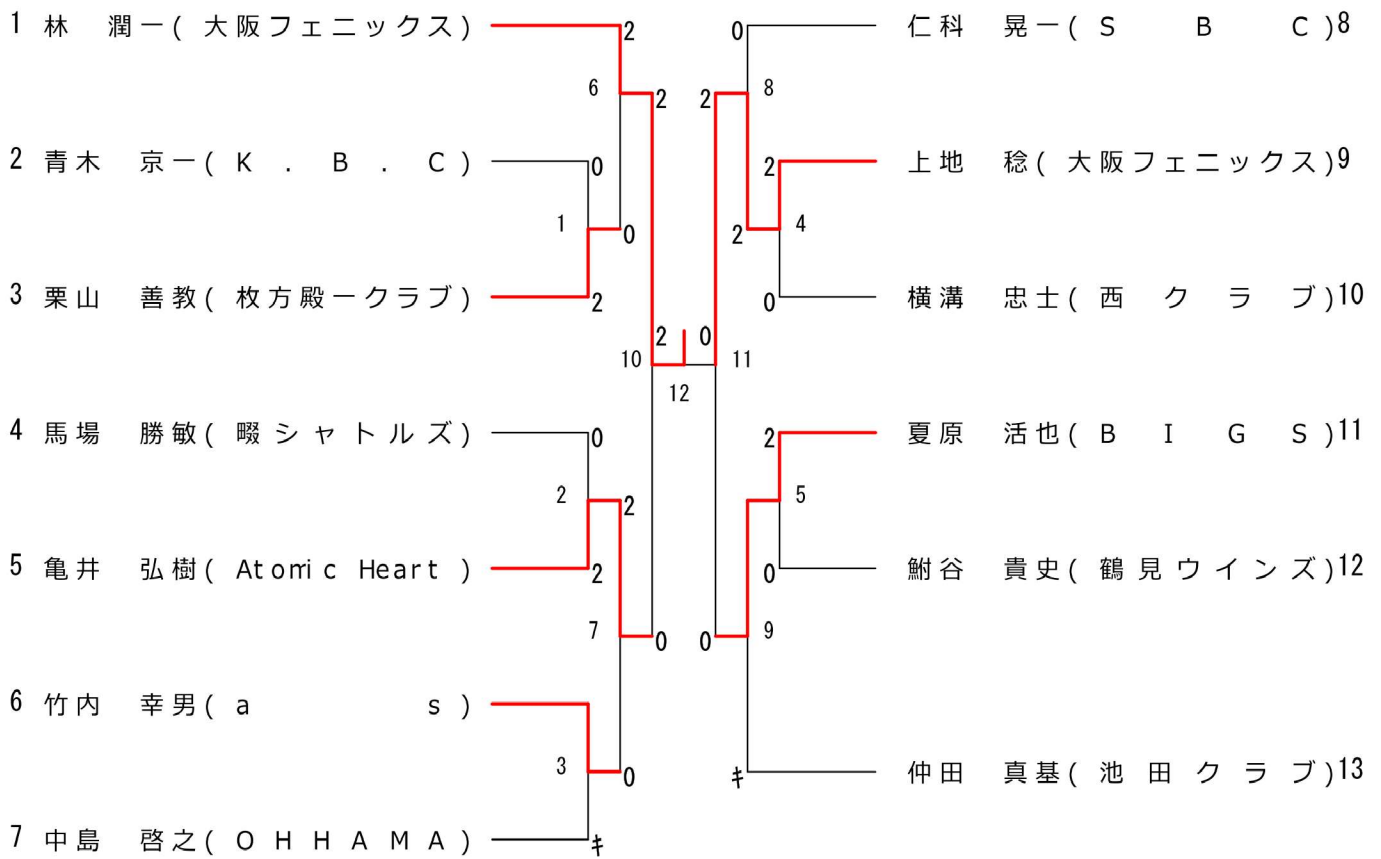 1 林 潤一( 大阪フェニックス) 2 0 仁科 晃一( S B C )8
6 2 2 8
2 青木 京一( K . B . C ) 0 2 上地 稔( 大阪フェニックス)9
1 0 2 4
3 栗山 善教( 枚方殿一クラブ) 2 0 横溝 忠士( 西 ク ラ ブ)10
2 0
10 11
12
4 馬場 勝敏( 畷シャトルズ ) 0 2 夏原 活也( B I G S )11
2 2 5
5 亀井 弘樹( Atomic Heart ) 2 0 鮒谷 貴史( 鶴見ウインズ)12
7 0 0 9
6 竹内 幸男( a s )
3 0 キ 仲田 真基( 池田クラブ)13
7 中島 啓之( O H H A M A ) キ